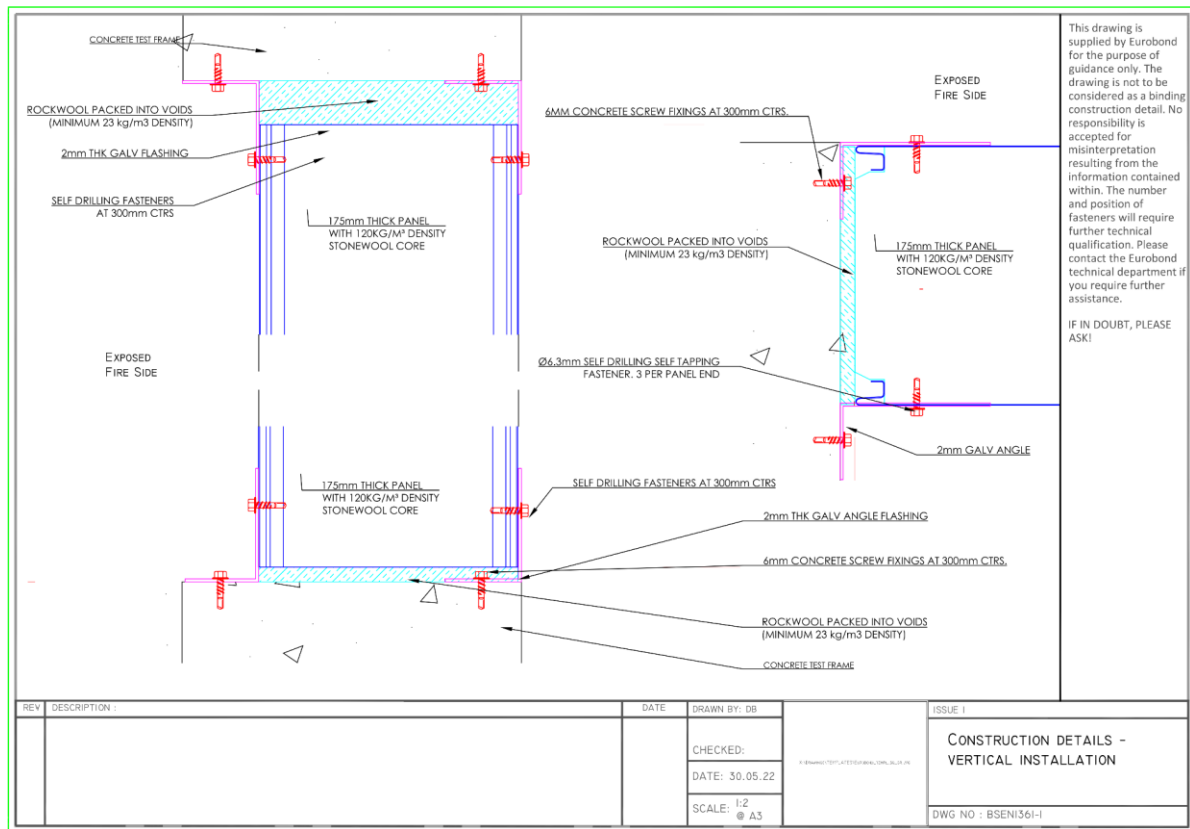 CONCRETE TEST FRAME
ROCKWOOL PACKED INTO VOIDS
(MINIMUM 23 kg/m3 DENSITY)
2mm THK GALV FLASHING
SELF DRILLING FASTENERS
AT 300mm CTRS
175mm THICK PANEL
WITH 120KG/M³ DENSITY
STONEWOOL CORE
EXPOSED
FIRE SIDE
175mm THICK PANEL
WITH 120KG/M³ DENSITY
STONEWOOL CORE
SELF DRILLING FASTENERS AT 300mm CTRS
2mm THK GALV ANGLE FLASHING
6mm CONCRETE SCREW FIXINGS AT 300mm CTRS.
ROCKWOOL PACKED INTO VOIDS
(MINIMUM 23 kg/m3 DENSITY)
CONCRETE TEST FRAME
EXPOSED
FIRE SIDE
6MM CONCRETE SCREW FIXINGS AT 300mm CTRS.
ROCKWOOL PACKED INTO VOIDS
(MINIMUM 23 kg/m3 DENSITY)
175mm THICK PANEL
WITH 120KG/M³ DENSITY
STONEWOOL CORE
Ø6.3mm SELF DRILLING SELF TAPPING
FASTENER. 3 PER PANEL END
2mm GALV ANGLE
This drawing is
supplied by Eurobond
for the purpose of
guidance only. The
drawing is not to be
considered as a binding
construction detail. No
responsibility is
accepted for
misinterpretation
resulting from the
information contained
within. The number
and position of
fasteners will require
further technical
qualification. Please
contact the Eurobond
technical department if
you require further
assistance.
IF IN DOUBT, PLEASE
ASK!
REV DESCRIPTION : DATE
DRAWN BY: DB
CHECKED:
DATE: 30.05.22
SCALE: 1:2
@ A3
ISSUE 1
CONSTRUCTION DETAILS -
VERTICAL INSTALLATION
DWG NO : BSEN1361-1